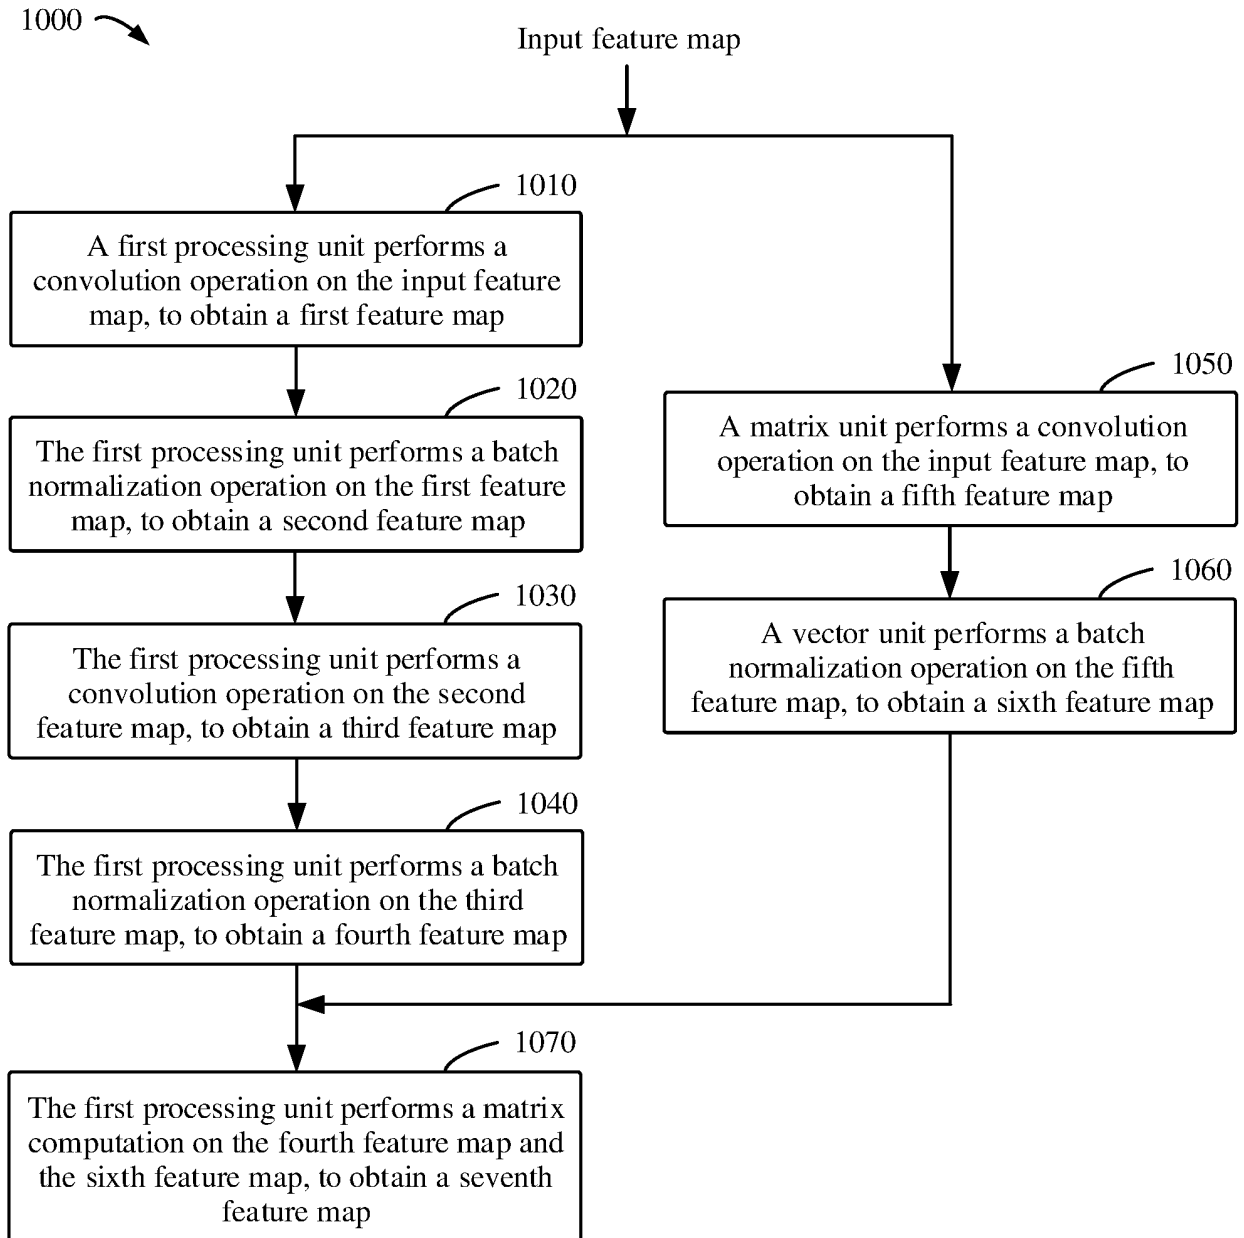 1000
Input feature map
1010
A first processing unit performs a
convolution operation on the input feature
map, to obtain a first feature map
1020
The first processing unit performs a batch
normalization operation on the first feature
map, to obtain a second feature map
1030
The first processing unit performs a
convolution operation on the second
feature map, to obtain a third feature map
1040
The first processing unit performs a batch
normalization operation on the third
feature map, to obtain a fourth feature map
1050
A matrix unit performs a convolution
operation on the input feature map, to
obtain a fifth feature map
1060
A vector unit performs a batch
normalization operation on the fifth
feature map, to obtain a sixth feature map
1070
The first processing unit performs a matrix
computation on the fourth feature map and
the sixth feature map, to obtain a seventh
feature map